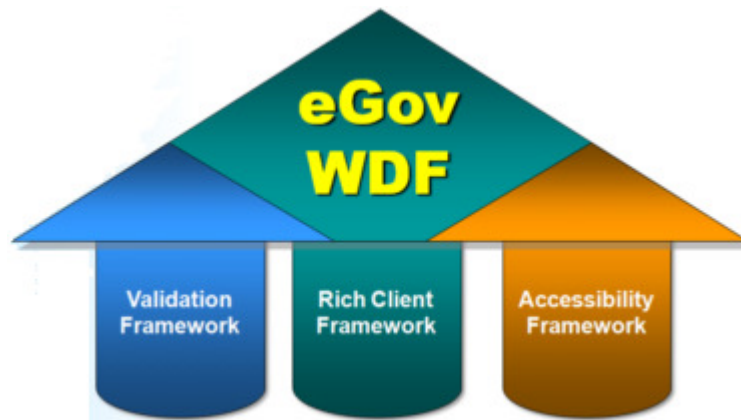 eGov
WDF
Validation
Framework
Rich Client
Framework
Accessibility
Framework